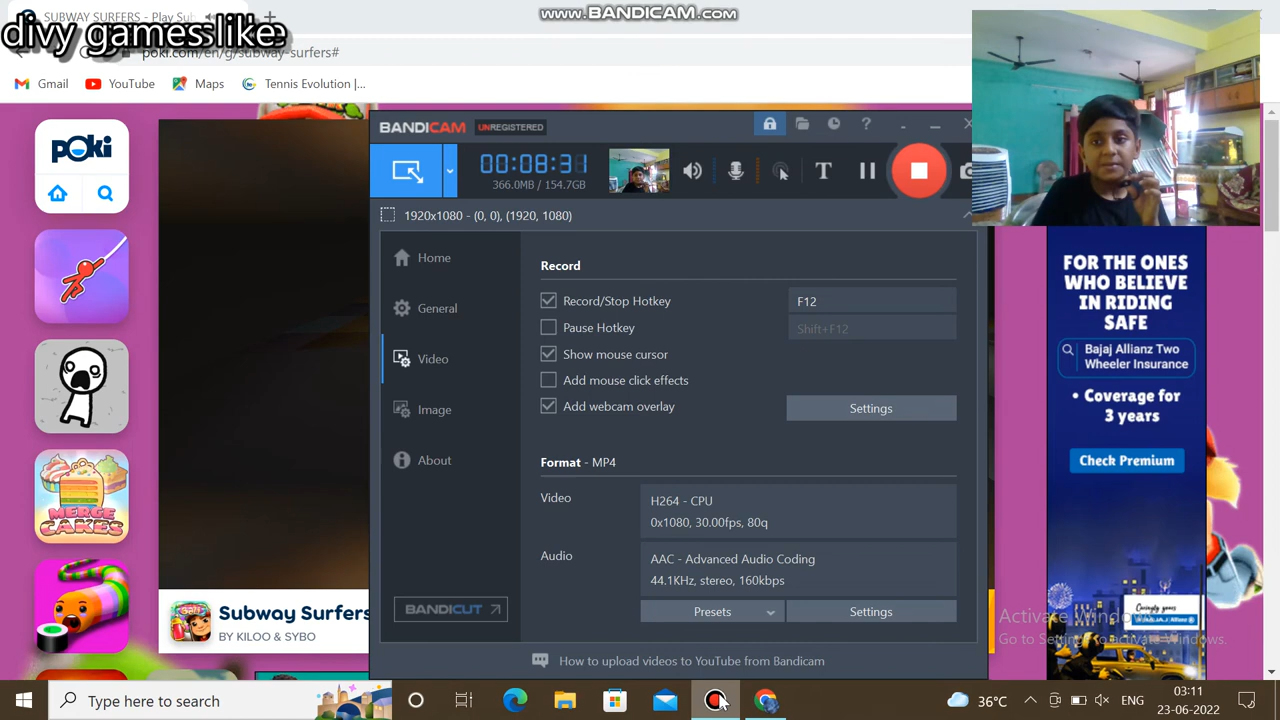 SUBWAY SURFERS - Play Su
www.BANDICAM.com
divy games like
poki.com/en/g/subway-surfers#
Gmail
YouTube
Maps
Tennis Evolution |...
poki
BANDICAM
UNREGISTERED
00:08:31
366.0MB / 154.7GB
1920x1080 - (0, 0), (1920, 1080)
Home
General
Video
Image
About
BANDICUT
Record
Record/Stop Hotkey
F12
Pause Hotkey
Shift+F12
Show mouse cursor
Add mouse click effects
Add webcam overlay
Settings
Format - MP4
Video
H264 - CPU
0x1080, 30.00fps, 80q
Audio
AAC - Advanced Audio Coding
44.1KHz, stereo, 160kbps
Presets
Settings
How to upload videos to YouTube from Bandicam
MERGE
CAKES
Subway Surfers
BY KILOO & SYBO
FOR THE ONES
WHO BELIEVE
IN RIDING
SAFE
Bajaj Allianz Two
Wheeler Insurance
• Coverage for
3 years
Check Premium
Activate Windows
Go to Settings to activate Windows.
Type here to search
36°C
ENG
03:11
23-06-2022